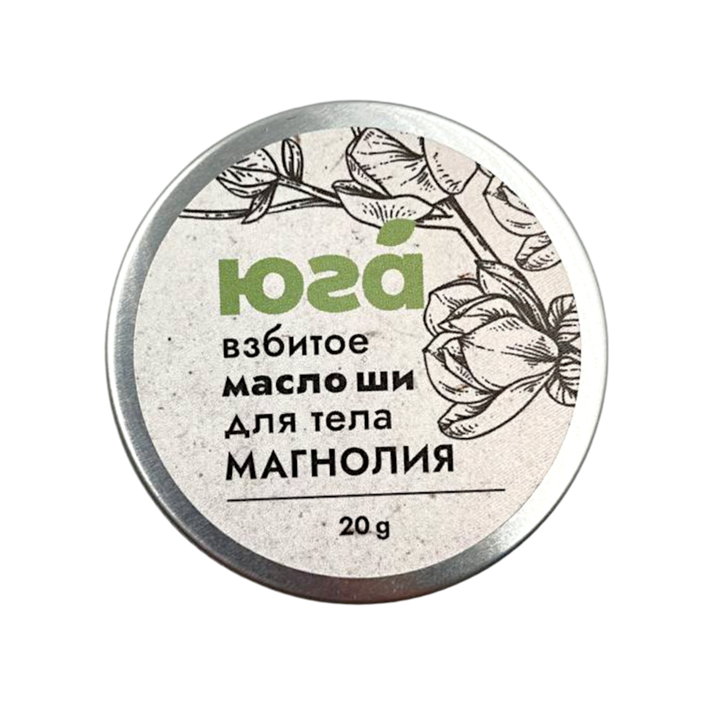 юга
взбитое
масло ши
для тела
МАГНОЛИЯ
20 g